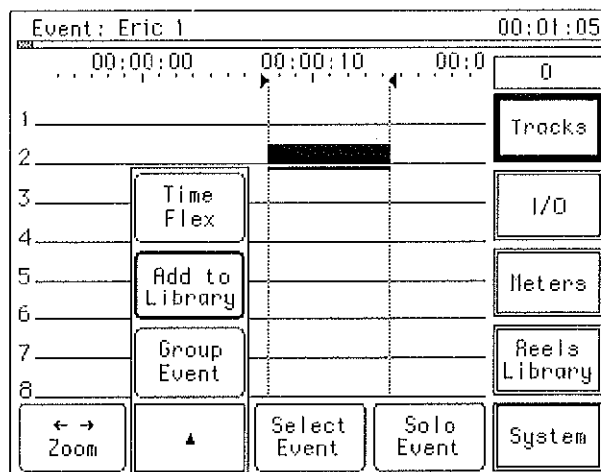 Event: Eric 1
00:01:05
00:00:00
00:00:10
00:0
0
1
2
3
4
5
6
7
8
Tracks
I/O
Meters
Reels
Library
System
Time
Flex
Add to
Library
Group
Event
← →
Zoom
▲
Select
Event
Solo
Event